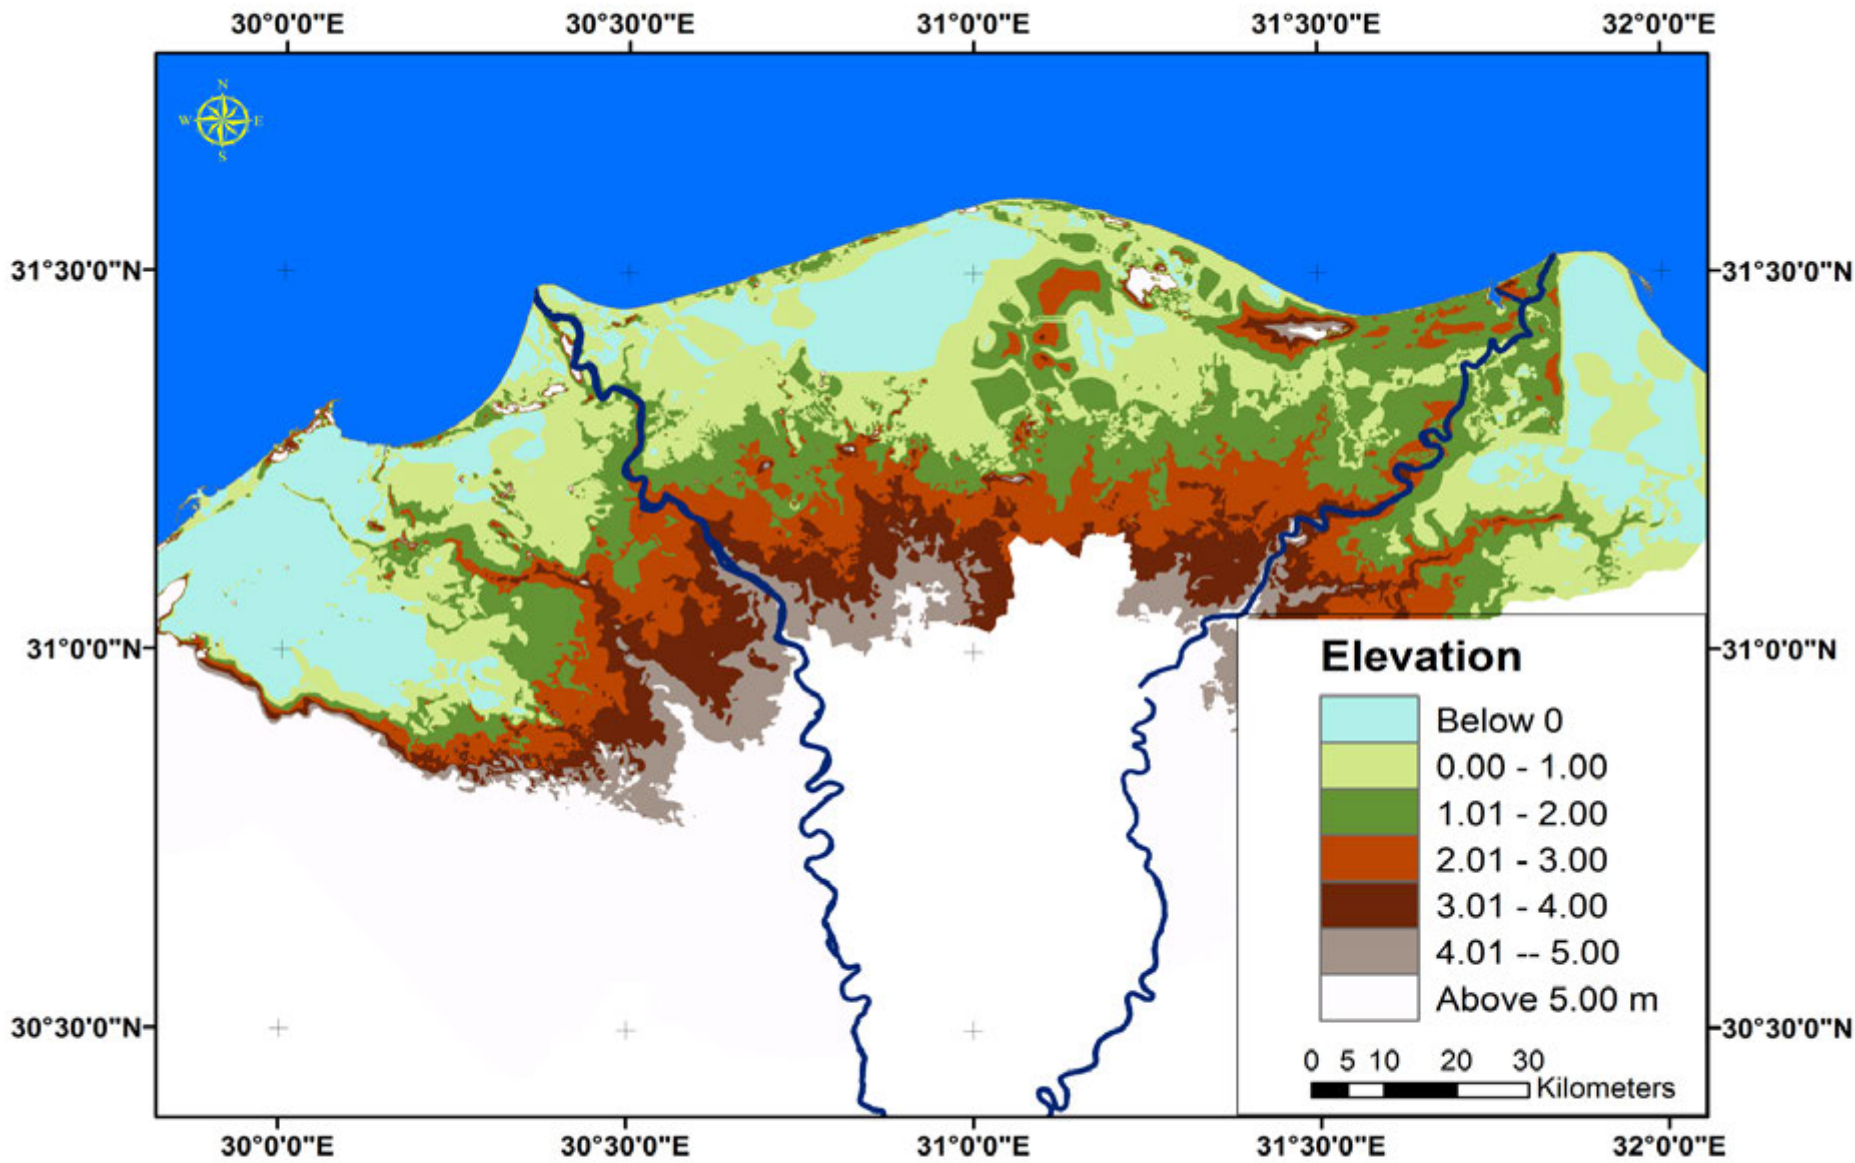 30°0'0"E 30°30'0"E 31°0'0"E 31°30'0"E 32°0'0"E
N
W E
S
31°30'0"N 31°30'0"N
31°0'0"N 31°0'0"N
Elevation
Below 0
0.00 - 1.00
1.01 - 2.00
2.01 - 3.00
3.01 - 4.00
4.01 -- 5.00
Above 5.00 m
30°30'0"N 30°30'0"N
0 5 10 20 30
Kilometers
30°0'0"E 30°30'0"E 31°0'0"E 31°30'0"E 32°0'0"E